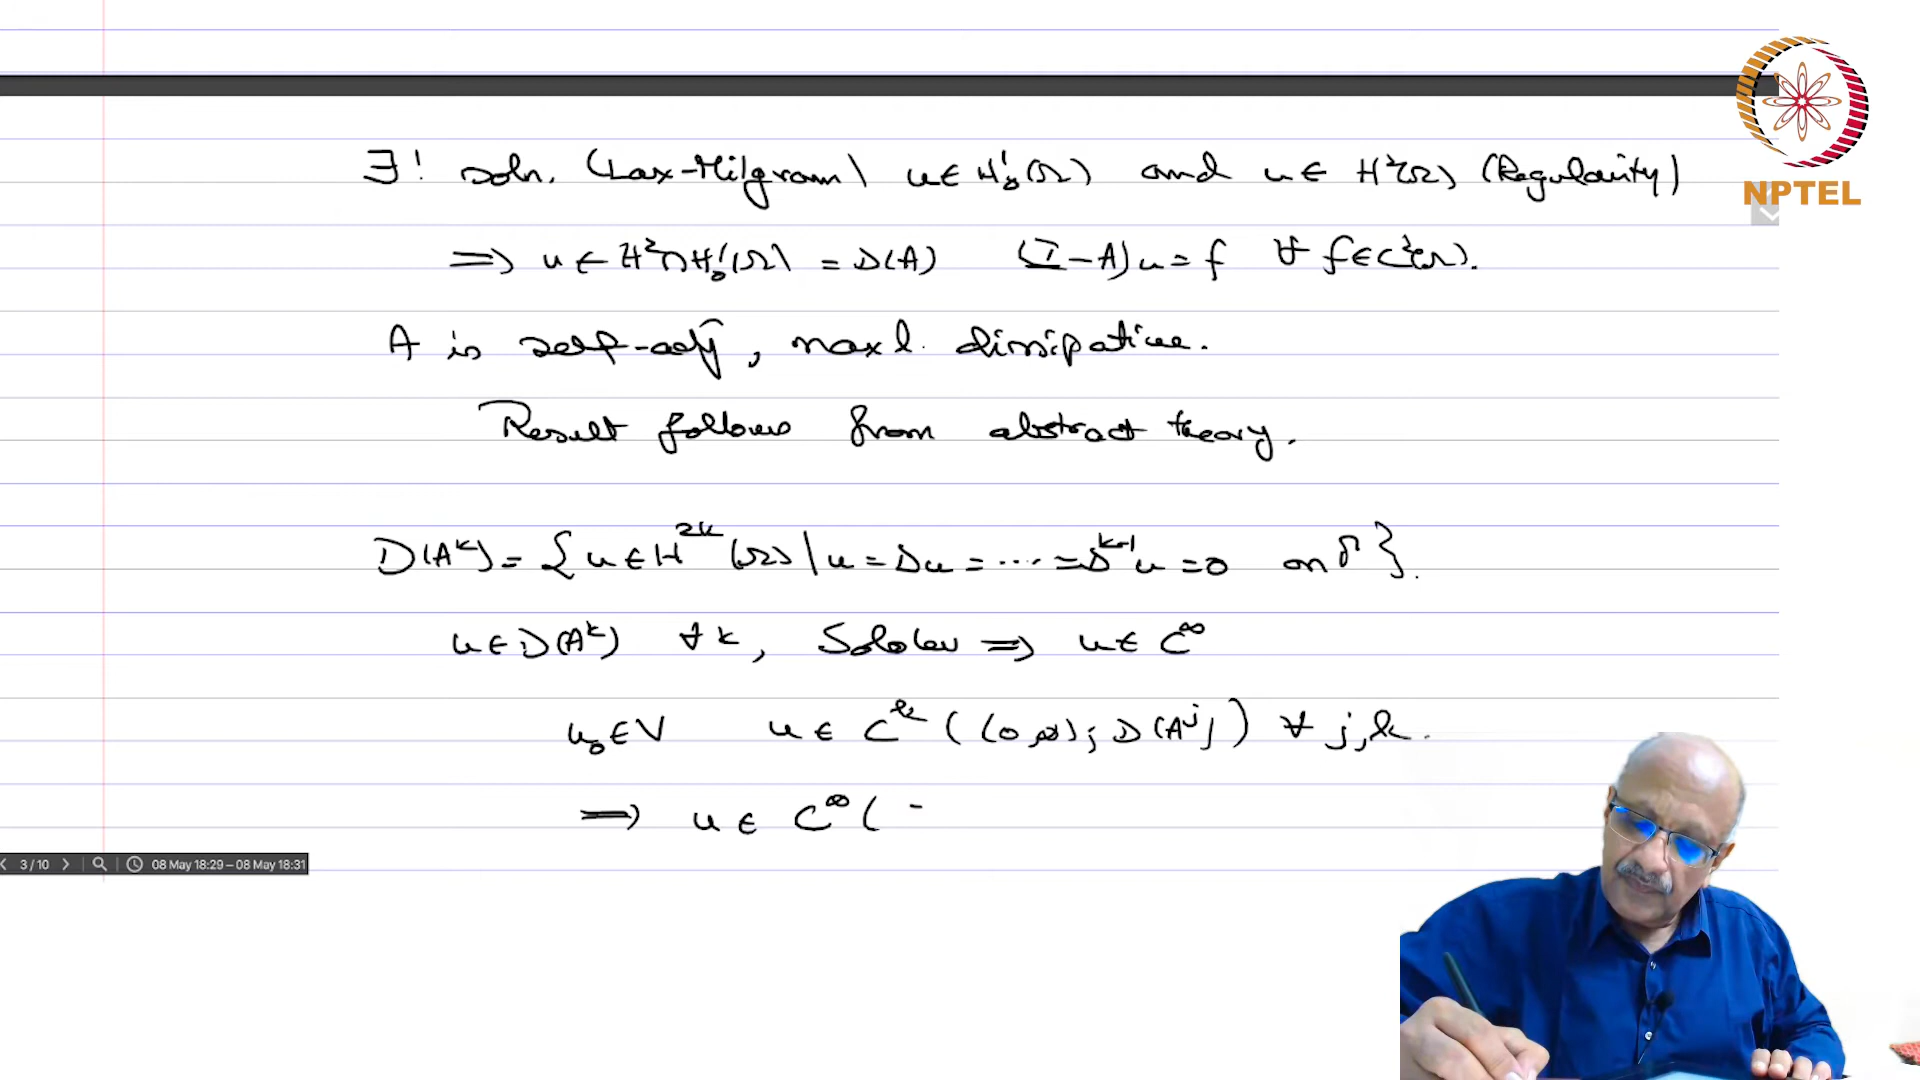 ∃! soln. (Lax-Milgram) u ∈ H¹₀(Ω) and u ∈ H²(Ω) (Regularity)
⟹ u ∈ H²∩H¹₀(Ω) = D(A) (I-A)u = f ∀ f ∈ L²(Ω).
A is self-adj, maxl. dissipative.
Result follows from abstract theory.
D(Aᵏ) = {u ∈ H²ᵏ(Ω) | u = Δu = ⋯ = Δᵏ⁻¹u = 0 on Γ}.
u ∈ D(Aᵏ) ∀ k, Sobolev ⟹ u ∈ C^∞
u₀ ∈ V u ∈ Cᵏ((0,∞); D(Aʲ)) ∀ j,k.
⟹ u ∈ C^∞(
NPTEL
3 / 10 08 May 18:29 – 08 May 18:31